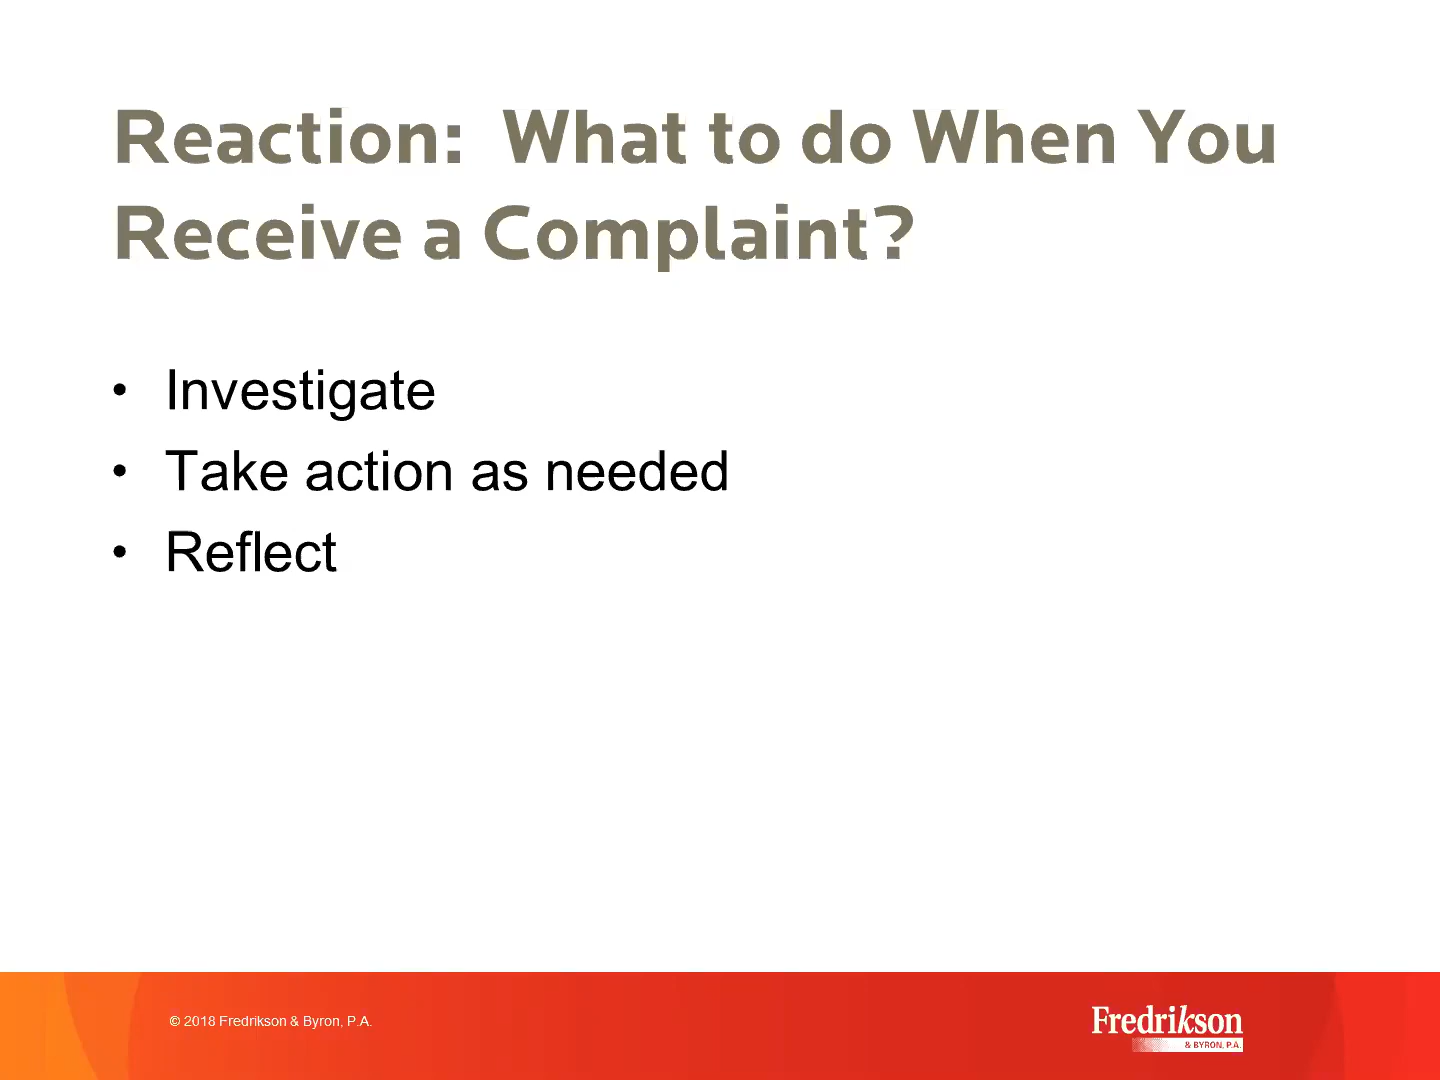 Reaction:  What to do When You
Receive a Complaint?
• Investigate
• Take action as needed
• Reflect
© 2018 Fredrikson & Byron, P.A.
Fredrikson
& BYRON, P.A.